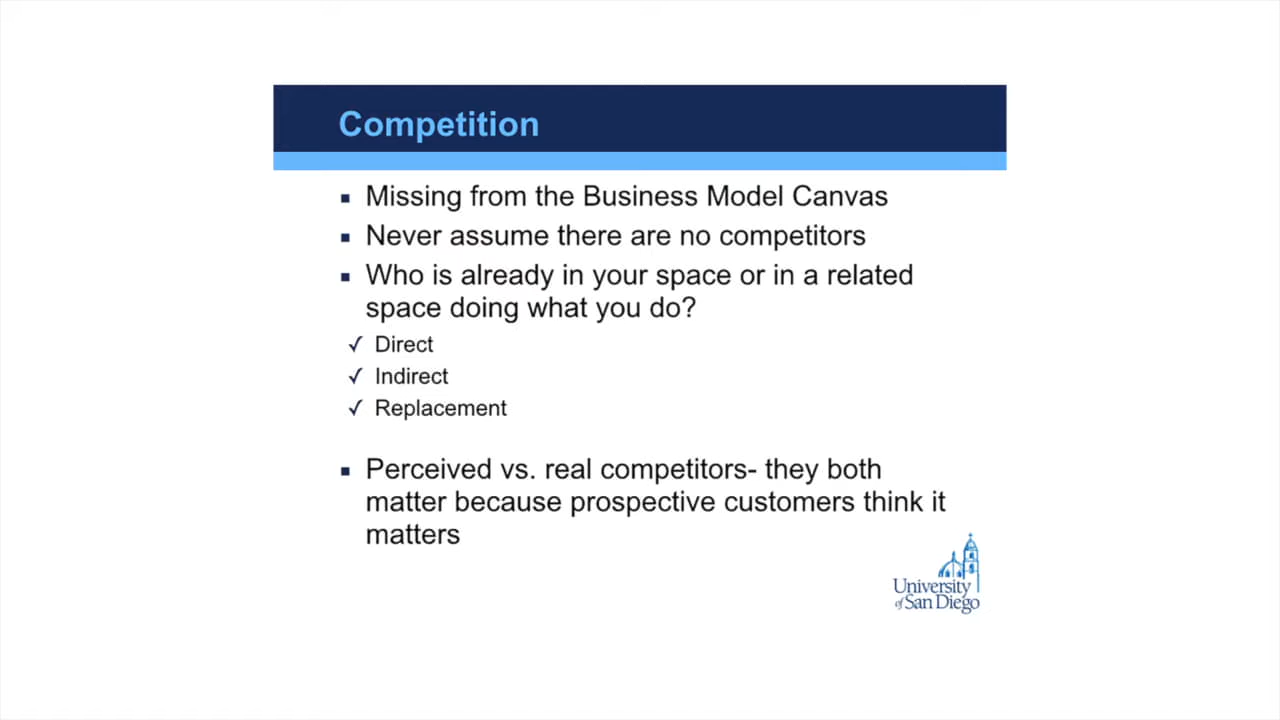 Competition
▪ Missing from the Business Model Canvas
▪ Never assume there are no competitors
▪ Who is already in your space or in a related
space doing what you do?
✓ Direct
✓ Indirect
✓ Replacement
▪ Perceived vs. real competitors- they both
matter because prospective customers think it
matters
University
of San Diego